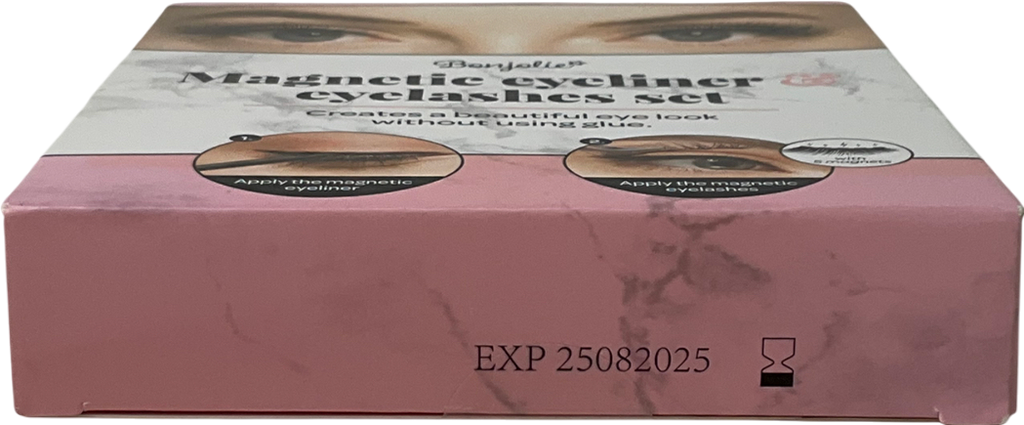 Bonjolie
Magnetic eyeliner &
eyelashes set
Creates a beautiful eye look
without using glue.
1
Apply the magnetic
eyeliner
2
Apply the magnetic
eyelashes
with
6 magnets
EXP 25082025